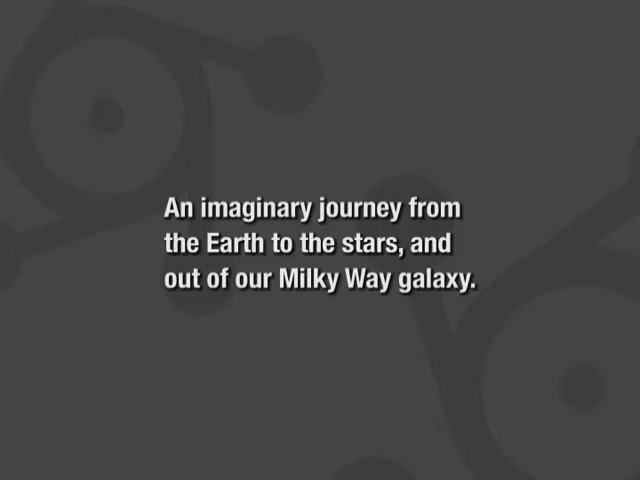 An imaginary journey from
the Earth to the stars, and
out of our Milky Way galaxy.